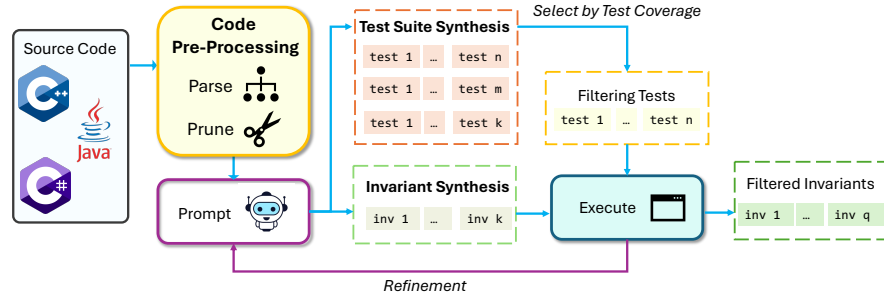 Source Code
C++
Java
C#
Code
Pre-Processing
Parse
Prune
Prompt
Test Suite Synthesis
test 1 … test n
test 1 … test m
test 1 … test k
Invariant Synthesis
inv 1 … inv k
Select by Test Coverage
Filtering Tests
test 1 … test n
Execute
Filtered Invariants
inv 1 … inv q
Refinement